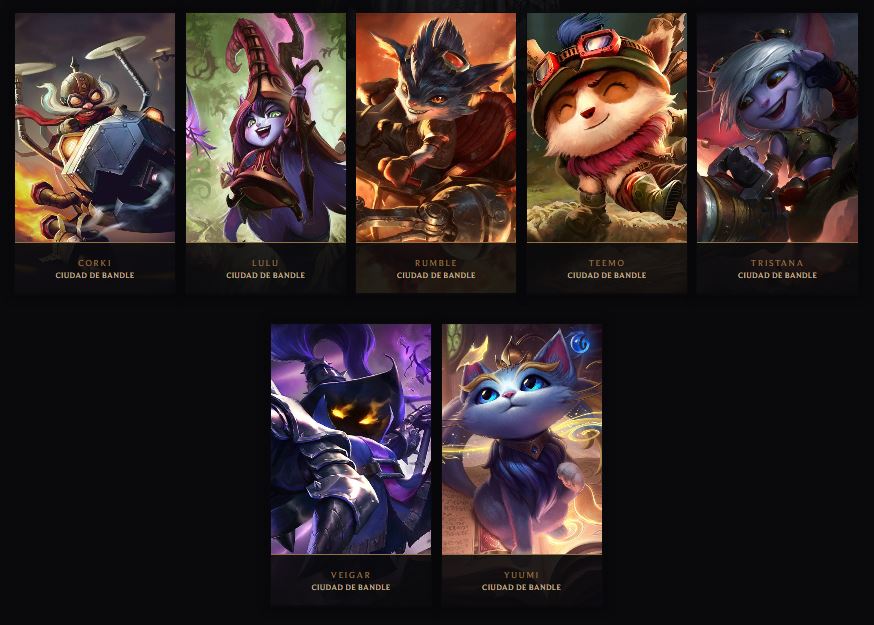 CORKI
CIUDAD DE BANDLE
LULU
CIUDAD DE BANDLE
RUMBLE
CIUDAD DE BANDLE
TEEMO
CIUDAD DE BANDLE
TRISTANA
CIUDAD DE BANDLE
VEIGAR
CIUDAD DE BANDLE
YUUMI
CIUDAD DE BANDLE